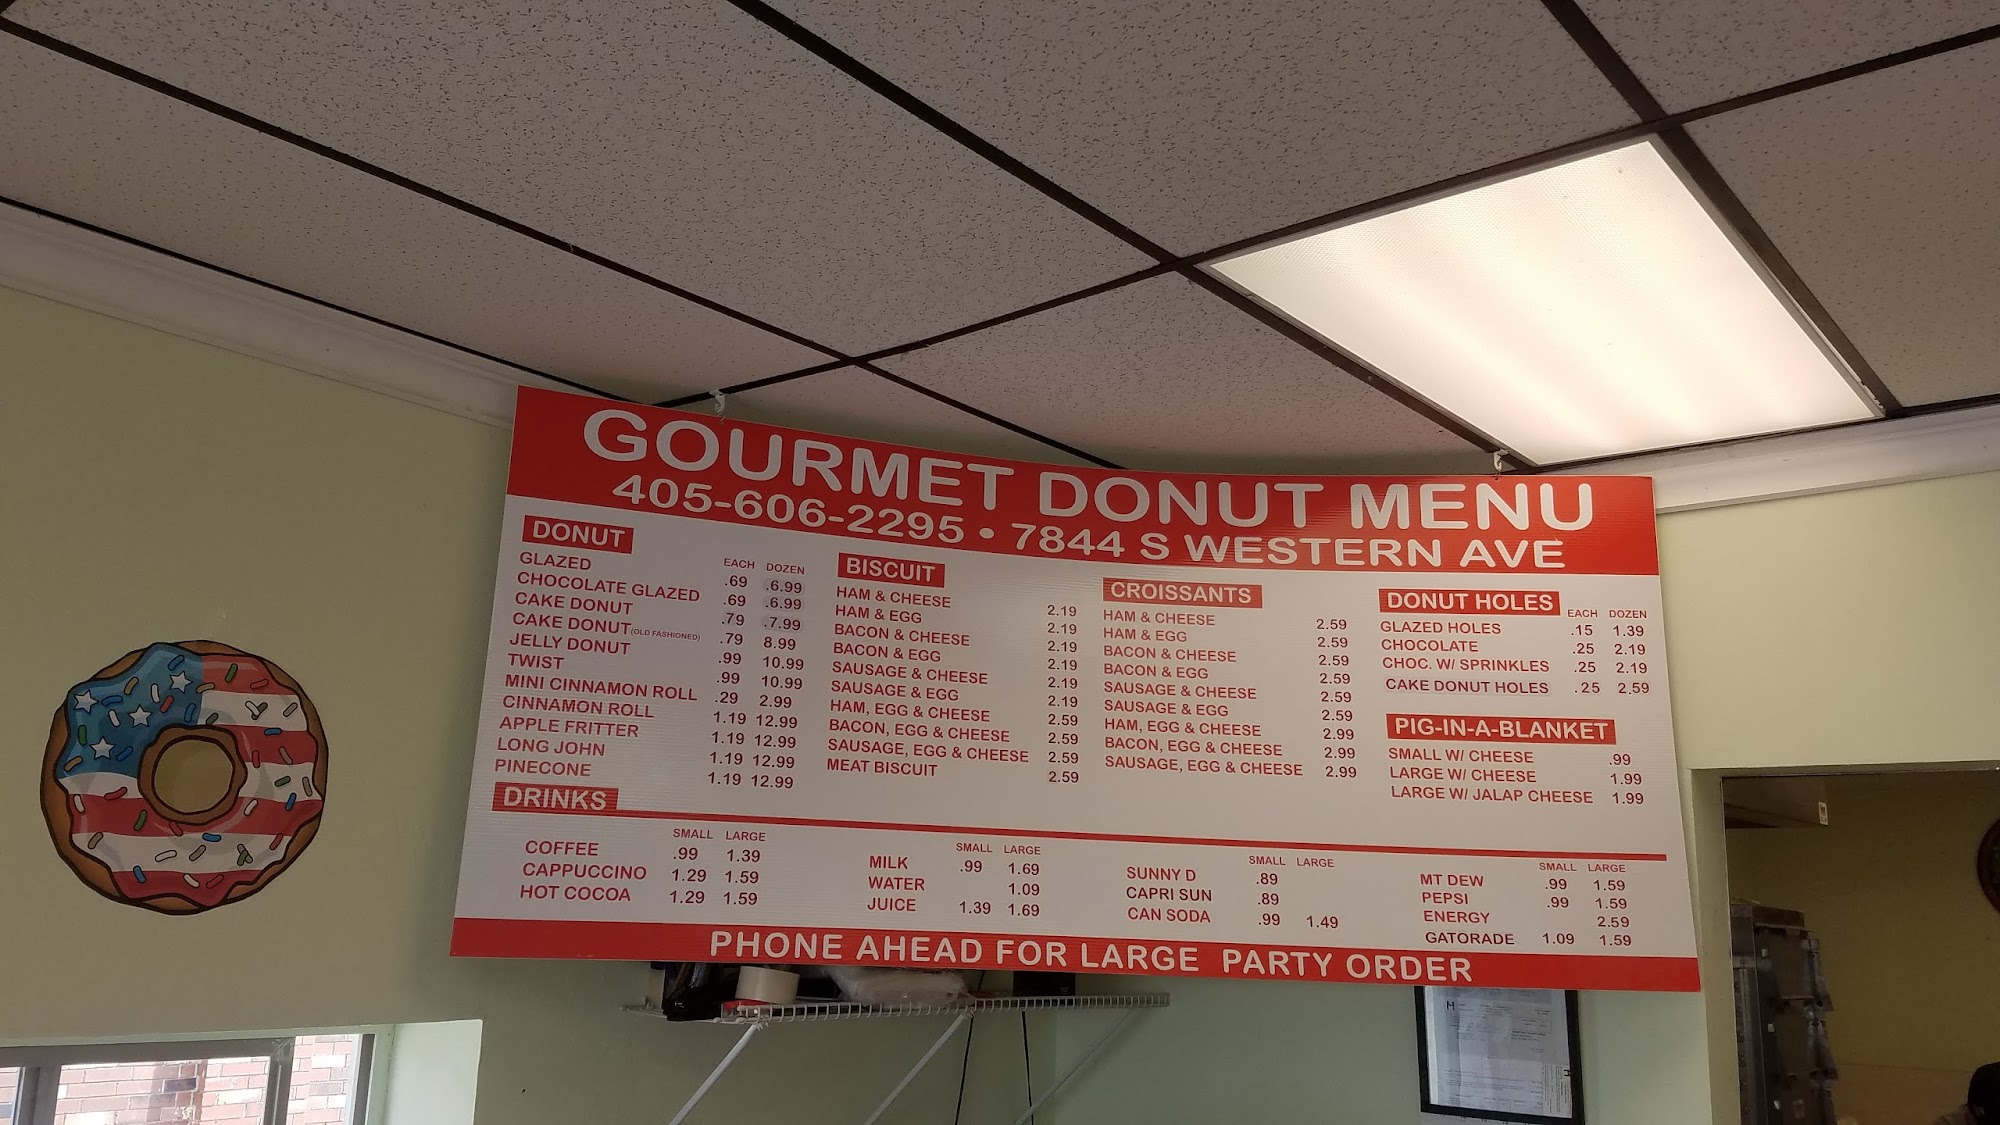 GOURMET DONUT MENU
405-606-2295 • 7844 S WESTERN AVE
DONUT
EACH DOZEN
GLAZED .69 .6.99
CHOCOLATE GLAZED .69 .6.99
CAKE DONUT .79 .7.99
CAKE DONUT (OLD FASHIONED) .79 8.99
JELLY DONUT .99 10.99
TWIST .99 10.99
MINI CINNAMON ROLL .29 2.99
CINNAMON ROLL 1.19 12.99
APPLE FRITTER 1.19 12.99
LONG JOHN 1.19 12.99
PINECONE 1.19 12.99
BISCUIT
HAM & CHEESE 2.19
HAM & EGG 2.19
BACON & CHEESE 2.19
BACON & EGG 2.19
SAUSAGE & CHEESE 2.19
SAUSAGE & EGG 2.19
HAM, EGG & CHEESE 2.59
BACON, EGG & CHEESE 2.59
SAUSAGE, EGG & CHEESE 2.59
MEAT BISCUIT 2.59
CROISSANTS
HAM & CHEESE 2.59
HAM & EGG 2.59
BACON & CHEESE 2.59
BACON & EGG 2.59
SAUSAGE & CHEESE 2.59
SAUSAGE & EGG 2.59
HAM, EGG & CHEESE 2.99
BACON, EGG & CHEESE 2.99
SAUSAGE, EGG & CHEESE 2.99
DONUT HOLES
EACH DOZEN
GLAZED HOLES .15 1.39
CHOCOLATE .25 2.19
CHOC. W/ SPRINKLES .25 2.19
CAKE DONUT HOLES .25 2.59
PIG-IN-A-BLANKET
SMALL W/ CHEESE .99
LARGE W/ CHEESE 1.99
LARGE W/ JALAP CHEESE 1.99
DRINKS
SMALL LARGE
COFFEE .99 1.39
CAPPUCCINO 1.29 1.59
HOT COCOA 1.29 1.59
SMALL LARGE
MILK .99 1.69
WATER 1.09
JUICE 1.39 1.69
SMALL LARGE
SUNNY D .89
CAPRI SUN .89
CAN SODA .99 1.49
SMALL LARGE
MT DEW .99 1.59
PEPSI .99 1.59
ENERGY 2.59
GATORADE 1.09 1.59
PHONE AHEAD FOR LARGE PARTY ORDER